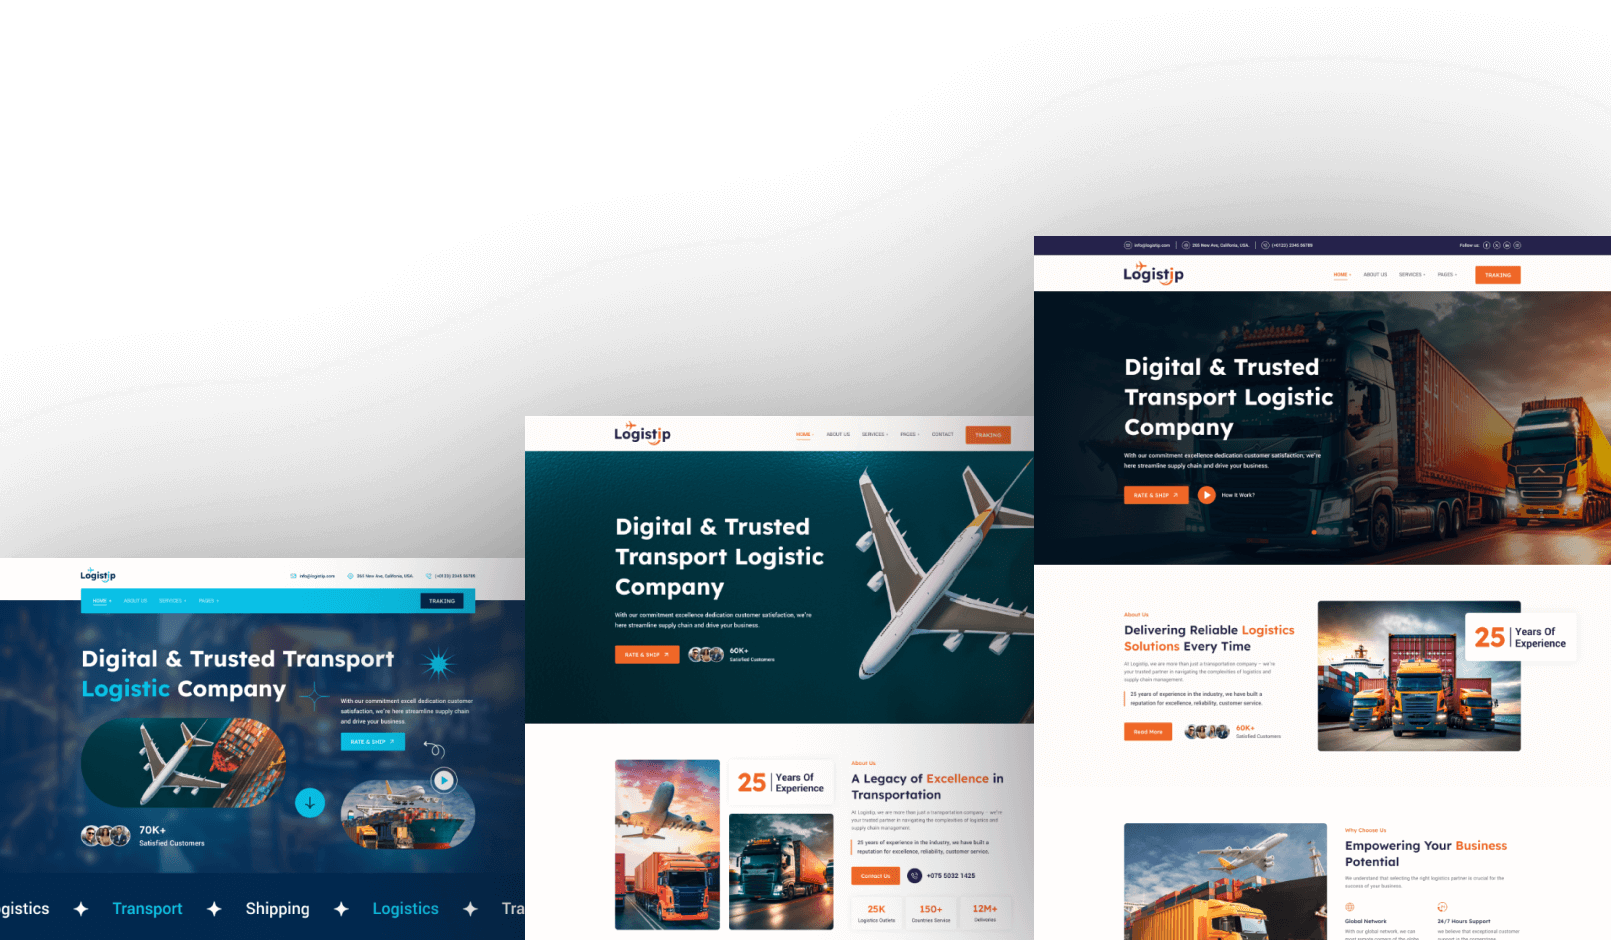 Logistip
info@logistip.com
365 New Ave, Califonia, USA.
(+0123) 3345 56789
HOME
ABOUT US
SERVICES
PAGES
TRAKING
Digital & Trusted Transport
Logistic Company
With our commitment excell dedication customer
satisfaction, we're here streamline supply chain
and drive your business.
RATE & SHIP
70K+
Satisfied Customers
gistics
Transport
Shipping
Logistics
Tra
Logistip
HOME
ABOUT US
SERVICES
PAGES
CONTACT
TRAKING
Digital & Trusted
Transport Logistic
Company
With our commitment excellence dedication customer satisfaction, we're
here streamline supply chain and drive your business.
RATE & SHIP
60K+
Satisfied Customers
25
Years Of
Experience
About Us
A Legacy of Excellence in
Transportation
At Logistip, we are more than just a transportation company – we're
your trusted partner in navigating the complexities of logistics and
supply chain management.
25 years of experience in the industry, we have built a
reputation for excellence, reliability, customer service.
Contact Us
+075 5032 1425
25K
Logistics Outlets
150+
Countries Service
12M+
Deliveries
info@logistip.com
365 New Ave, Califonia, USA.
(+0123) 3345 56789
Follow us:
Logistip
HOME
ABOUT US
SERVICES
PAGES
TRAKING
Digital & Trusted
Transport Logistic
Company
With our commitment excellence dedication customer satisfaction, we're
here streamline supply chain and drive your business.
RATE & SHIP
How It Work?
About Us
Delivering Reliable Logistics
Solutions Every Time
At Logistip, we are more than just a transportation company – we're
your trusted partner in navigating the complexities of logistics and
supply chain management.
25 years of experience in the industry, we have built a
reputation for excellence, reliability, customer service.
Read More
60K+
Satisfied Customers
25
Years Of
Experience
Why Choose Us
Empowering Your Business
Potential
We understand that selecting the right logistics partner is crucial for the
success of your business.
Global Network
With our global network, we can
24/7 Hours Support
we believe that exceptional customer